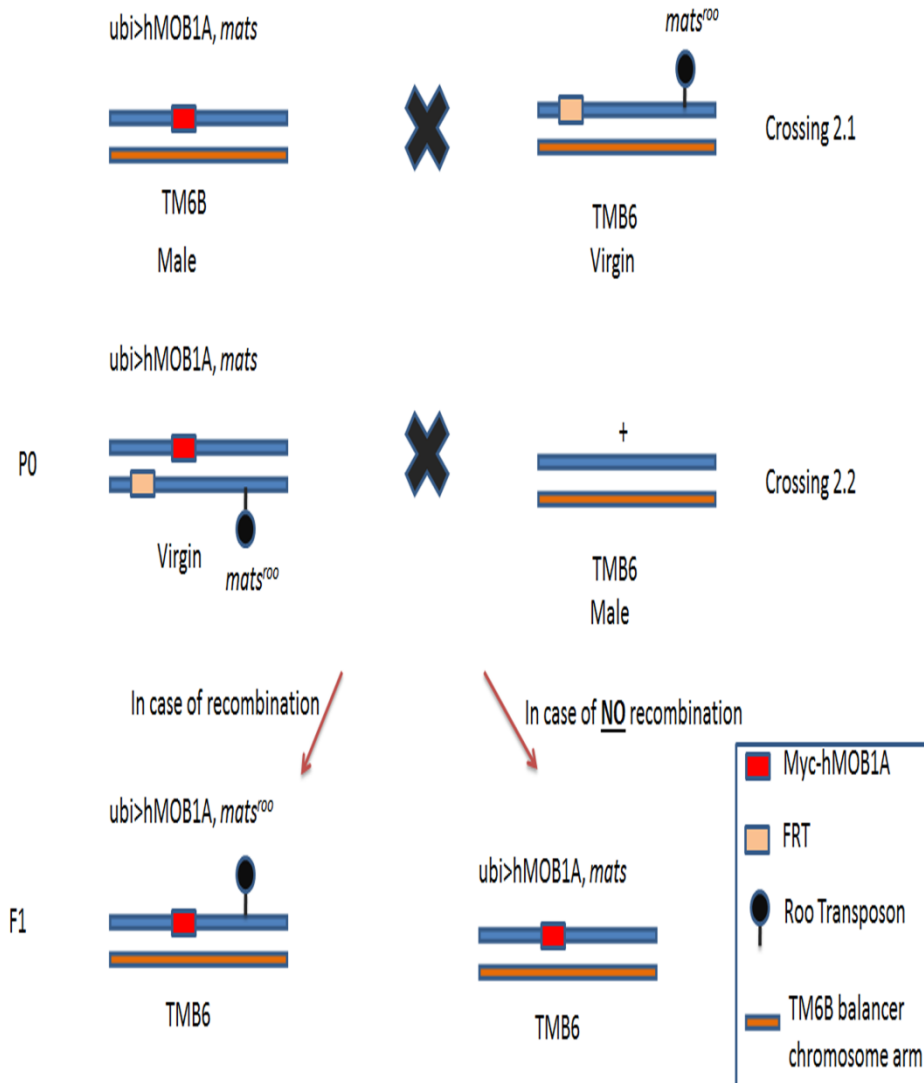 ubi>hMOB1A, mats
mats^roo
Crossing 2.1
TM6B
Male
TMB6
Virgin
ubi>hMOB1A, mats
P0
+
Crossing 2.2
Virgin
mats^roo
TMB6
Male
In case of recombination
In case of NO recombination
ubi>hMOB1A, mats^roo
F1
TMB6
ubi>hMOB1A, mats
TMB6
Myc-hMOB1A
FRT
Roo Transposon
TM6B balancer
chromosome arm